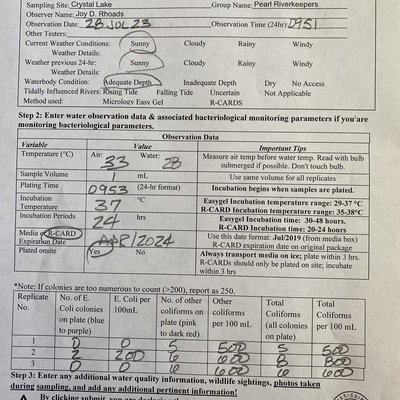 Sampling Site: Crystal Lake Group Name: Pearl Riverkeepers
Observer Name: Joy D. Rhoads
Observation Date: 28 JUL 23 Observation Time (24hr) 0951
Other Testers:
Current Weather Conditions: Sunny Cloudy Rainy Windy
Weather Details:
Weather previous 24-hr: Sunny Cloudy Rainy Windy
Weather Details:
Waterbody Condition: Adequate Depth Inadequate Depth Dry No Access
Tidally Influenced Rivers: Rising Tide Falling Tide Uncertain Not Applicable
Method used: Micrology Easy Gel R-CARDS
Step 2: Enter water observation data & associated bacteriological monitoring parameters if you are
monitoring bacteriological parameters.
Observation Data
Variable Value Important Tips
Temperature (°C) Air: 33 Water: 28 Measure air temp before water temp. Read with bulb
submerged if possible. Don't touch bulb.
Sample Volume 1 mL Use same volume for all replicates
Plating Time 0953 (24-hr format) Incubation begins when samples are plated.
Incubation Temperature 37 °C Easygel Incubation temperature range: 29-37 °C
R-CARD Incubation temperature range: 35-38°C
Incubation Periods 24 hrs Easygel Incubation time: 30-48 hours.
R-CARD Incubation time: 20-24 hours
Media R-CARD Use this date format: Jul/2019 (from media box)
Expiration Date APR/2024 R-CARD expiration date on original package
Plated onsite Yes No Always transport media on ice; plate within 3 hrs.
R-CARDs should be plated on site; incubate
within 3 hrs
*Note: If colonies are too numerous to count (>200), report as 250.
Replicate No. No. of E. Coli colonies on plate (blue to purple) E. Coli per 100mL No. of other coliforms on plate (pink to dark red) Other coliforms per 100 mL Total Coliforms (all colonies on plate) Total Coliforms per 100 mL
1 0 0 5 500 5 500
2 2 200 6 600 8 800
3 0 0 6 600 6 600
Step 3: Enter any additional water quality information, wildlife sightings, photos taken
during sampling, and add any additional pertinent information!
By clicking submit, you are